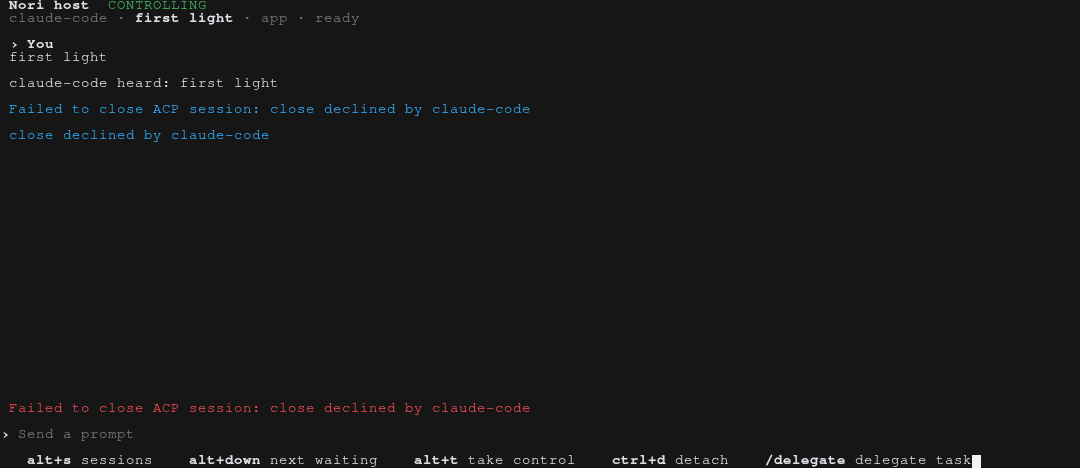 Nori host CONTROLLING
claude-code · first light · app · ready
› You
first light
claude-code heard: first light
Failed to close ACP session: close declined by claude-code
close declined by claude-code
Failed to close ACP session: close declined by claude-code
› Send a prompt
alt+s sessions alt+down next waiting alt+t take control ctrl+d detach /delegate delegate task